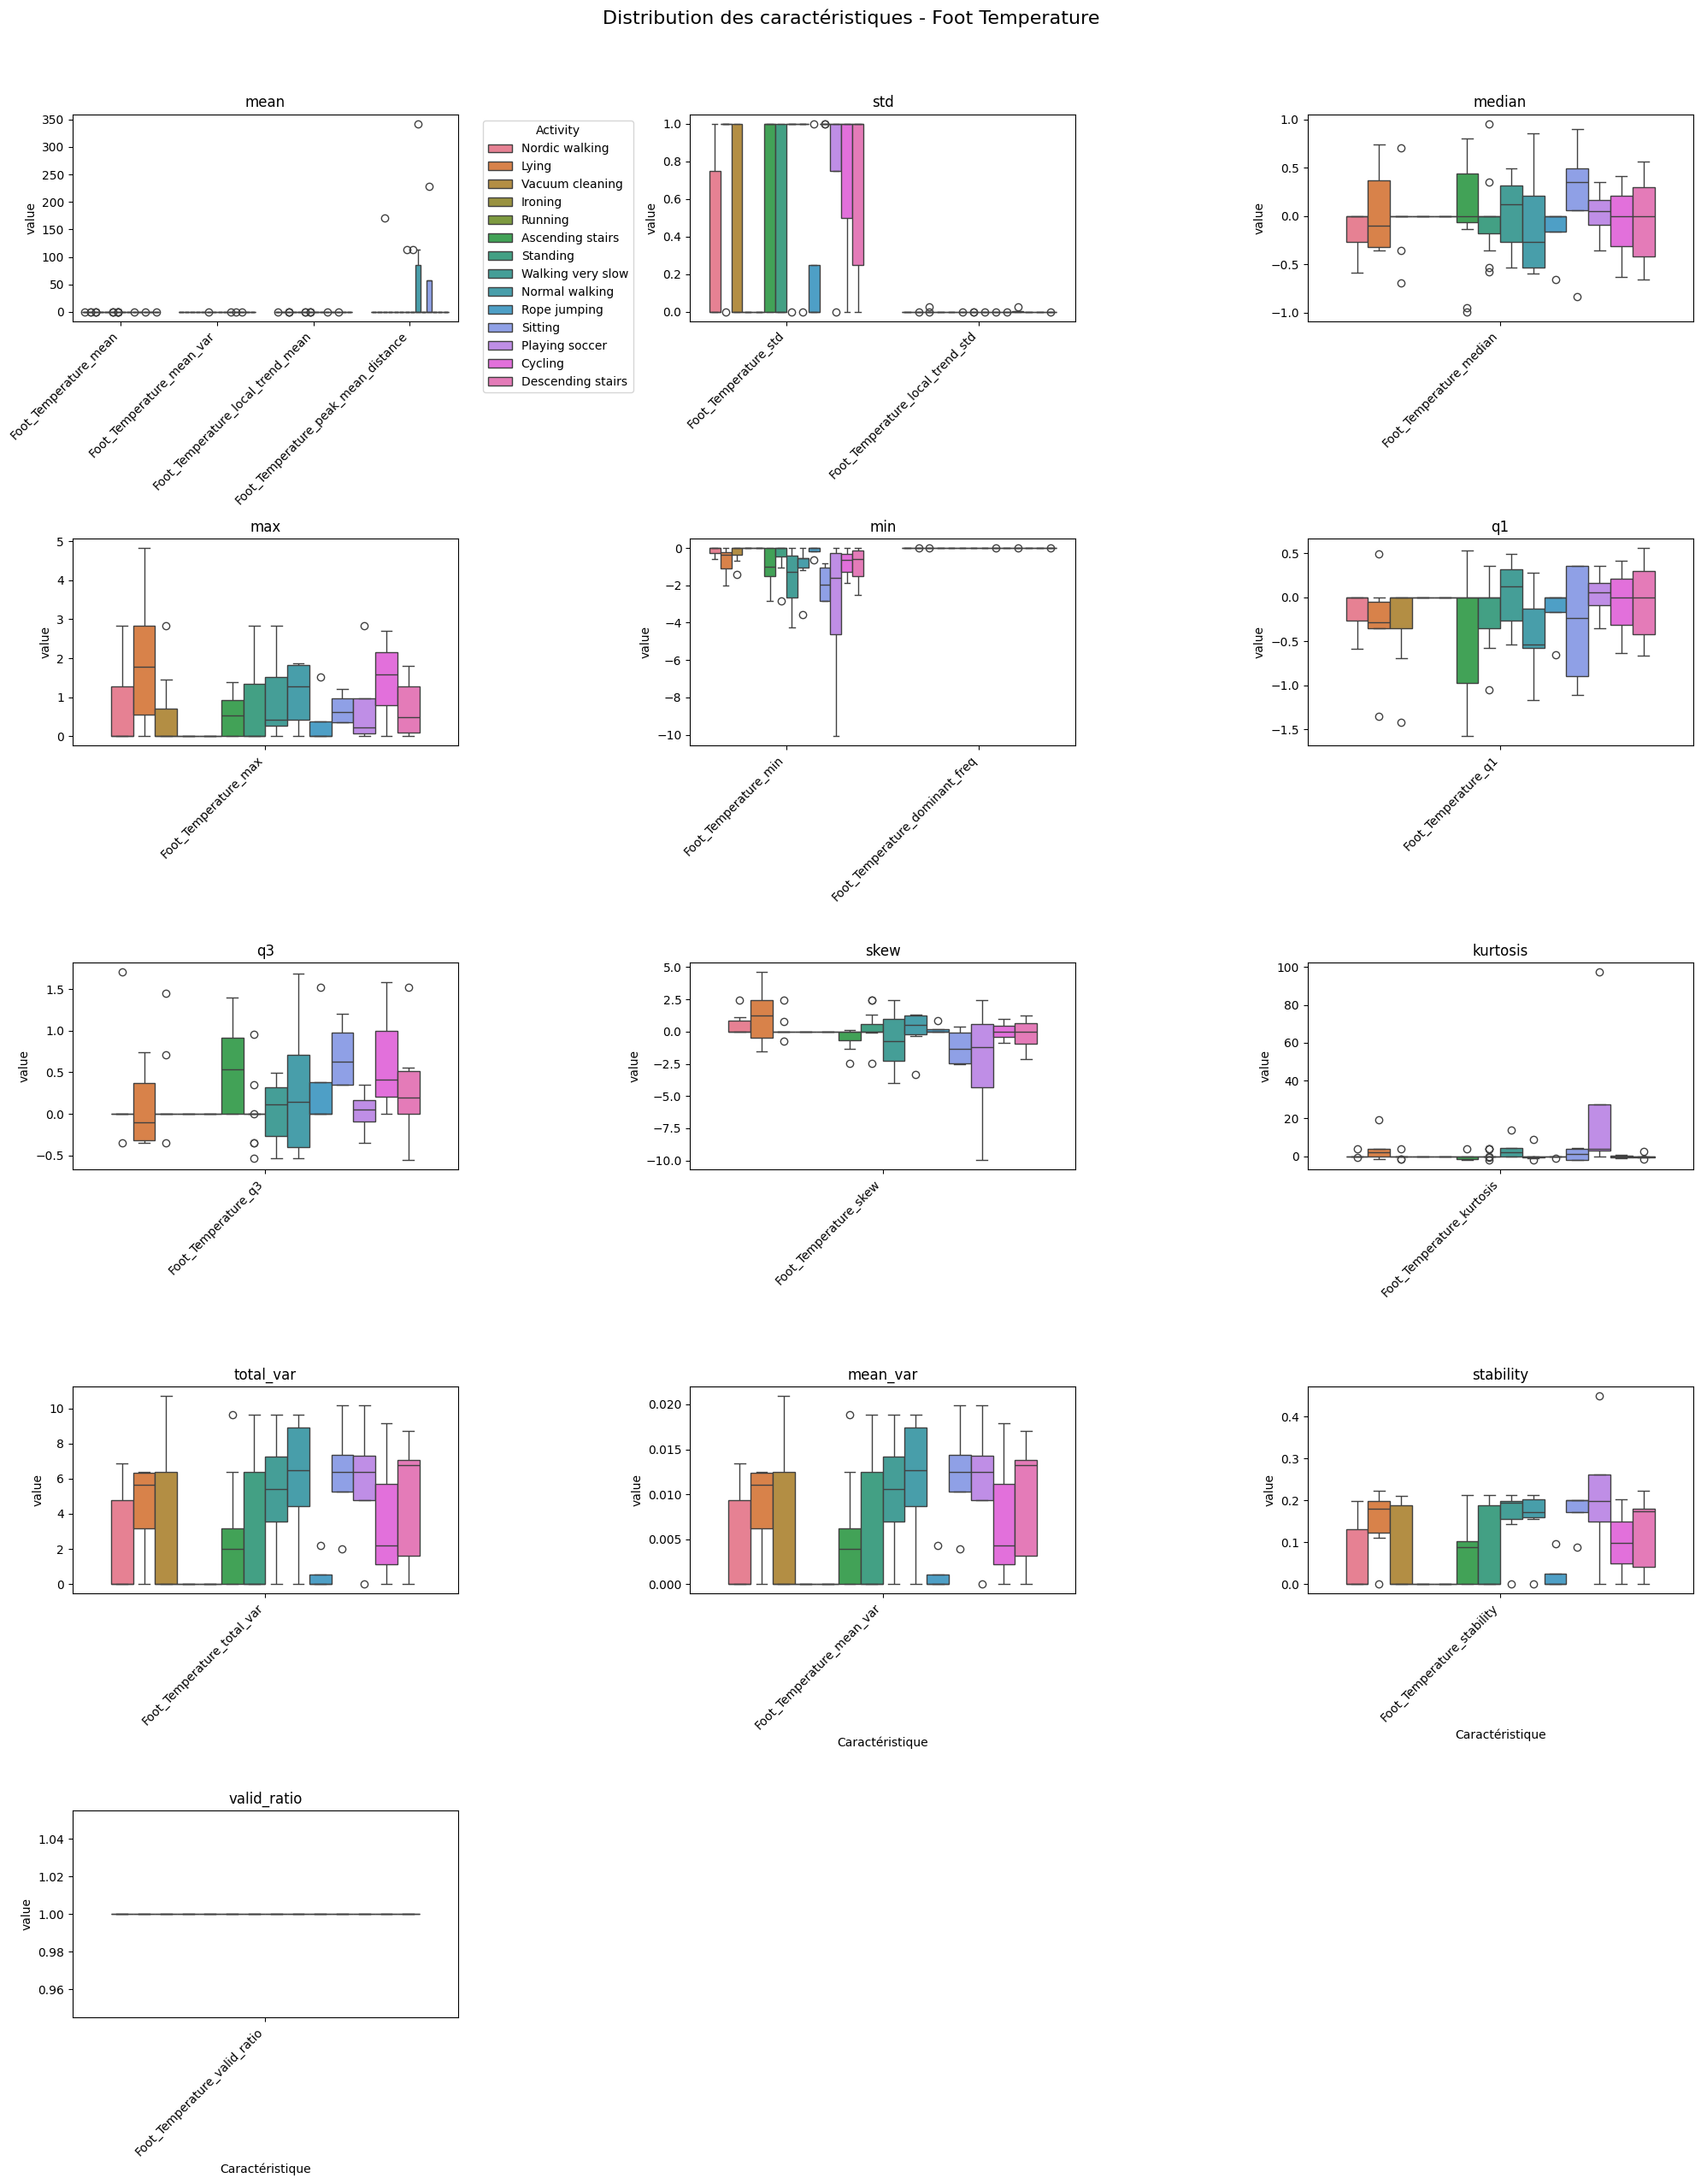 Distribution des caractéristiques - Foot Temperature
mean
350
300
250
200
150
100
50
0
value
Foot_Temperature_mean
Foot_Temperature_mean_var
Foot_Temperature_local_trend_mean
Foot_Temperature_peak_mean_distance
Activity
Nordic walking
Lying
Vacuum cleaning
Ironing
Running
Ascending stairs
Standing
Walking very slow
Normal walking
Rope jumping
Sitting
Playing soccer
Cycling
Descending stairs
std
1.0
0.8
0.6
0.4
0.2
0.0
value
Foot_Temperature_std
Foot_Temperature_local_trend_std
median
1.0
0.5
0.0
−0.5
−1.0
value
Foot_Temperature_median
max
5
4
3
2
1
0
value
Foot_Temperature_max
min
0
−2
−4
−6
−8
−10
value
Foot_Temperature_min
Foot_Temperature_dominant_freq
q1
0.5
0.0
−0.5
−1.0
−1.5
value
Foot_Temperature_q1
q3
1.5
1.0
0.5
0.0
−0.5
value
Foot_Temperature_q3
skew
5.0
2.5
0.0
−2.5
−5.0
−7.5
−10.0
value
Foot_Temperature_skew
kurtosis
100
80
60
40
20
0
value
Foot_Temperature_kurtosis
total_var
10
8
6
4
2
0
value
Foot_Temperature_total_var
mean_var
0.020
0.015
0.010
0.005
0.000
value
Foot_Temperature_mean_var
Caractéristique
stability
0.4
0.3
0.2
0.1
0.0
value
Foot_Temperature_stability
Caractéristique
valid_ratio
1.04
1.02
1.00
0.98
0.96
value
Foot_Temperature_valid_ratio
Caractéristique